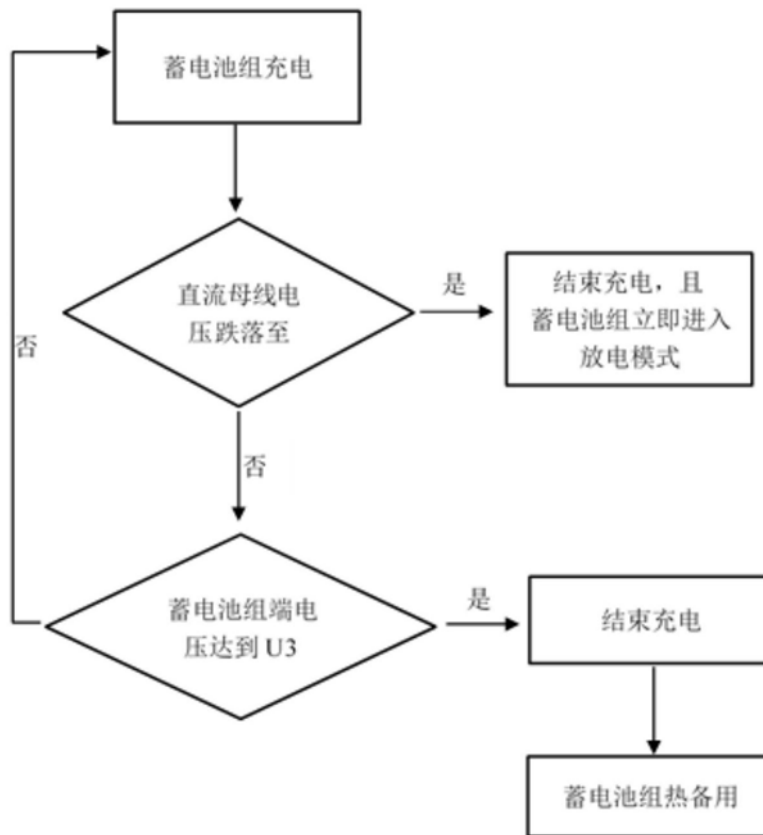 蓄电池组充电
直流母线电
压跌落至
是
结束充电，且
蓄电池组立即进入
放电模式
否
否
蓄电池组端电
压达到 U3
是
结束充电
蓄电池组热备用